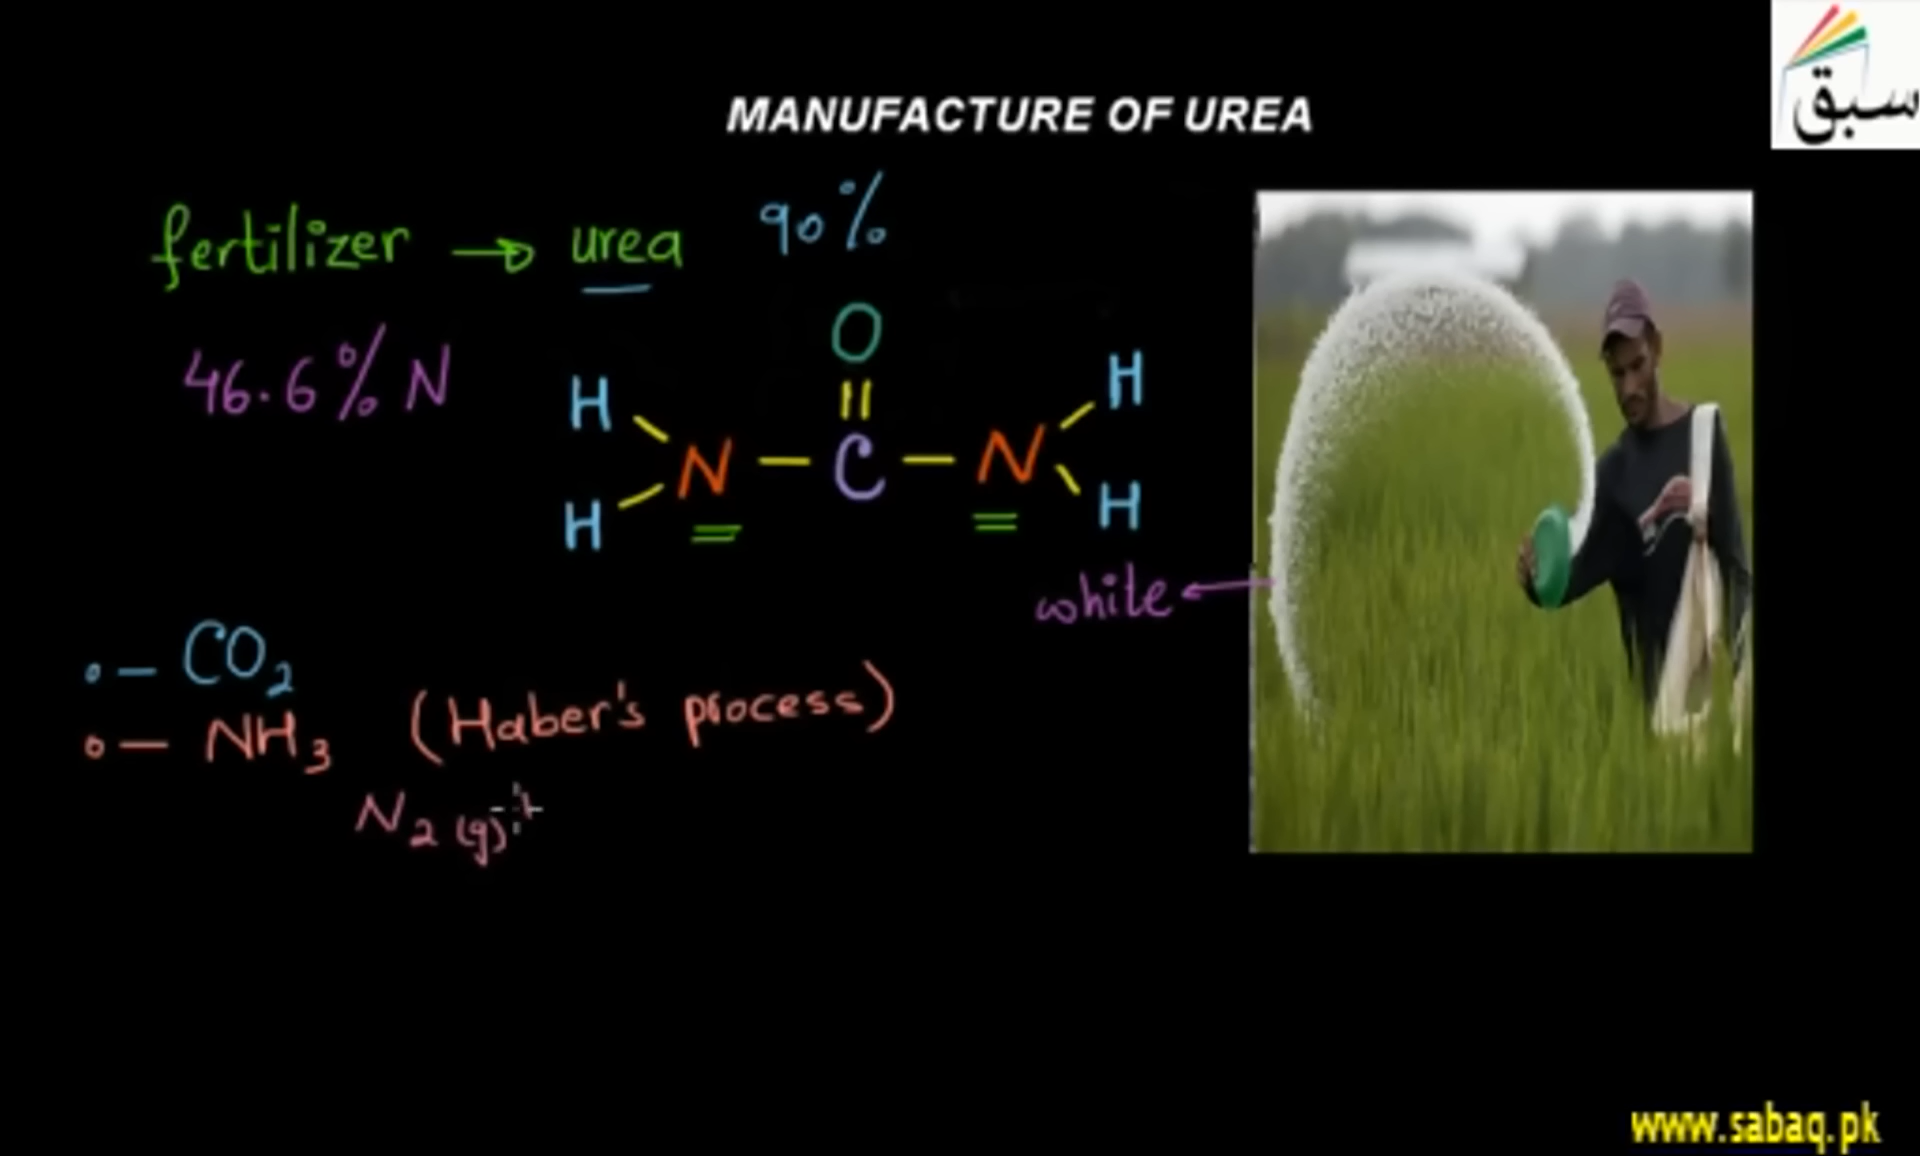 سبق
MANUFACTURE OF UREA
fertilizer → urea 90%
46.6% N
O
||
H H
N — C — N
H H
white
•— CO₂
•— NH₃ (Haber's process)
N₂ (g) +
www.sabaq.pk